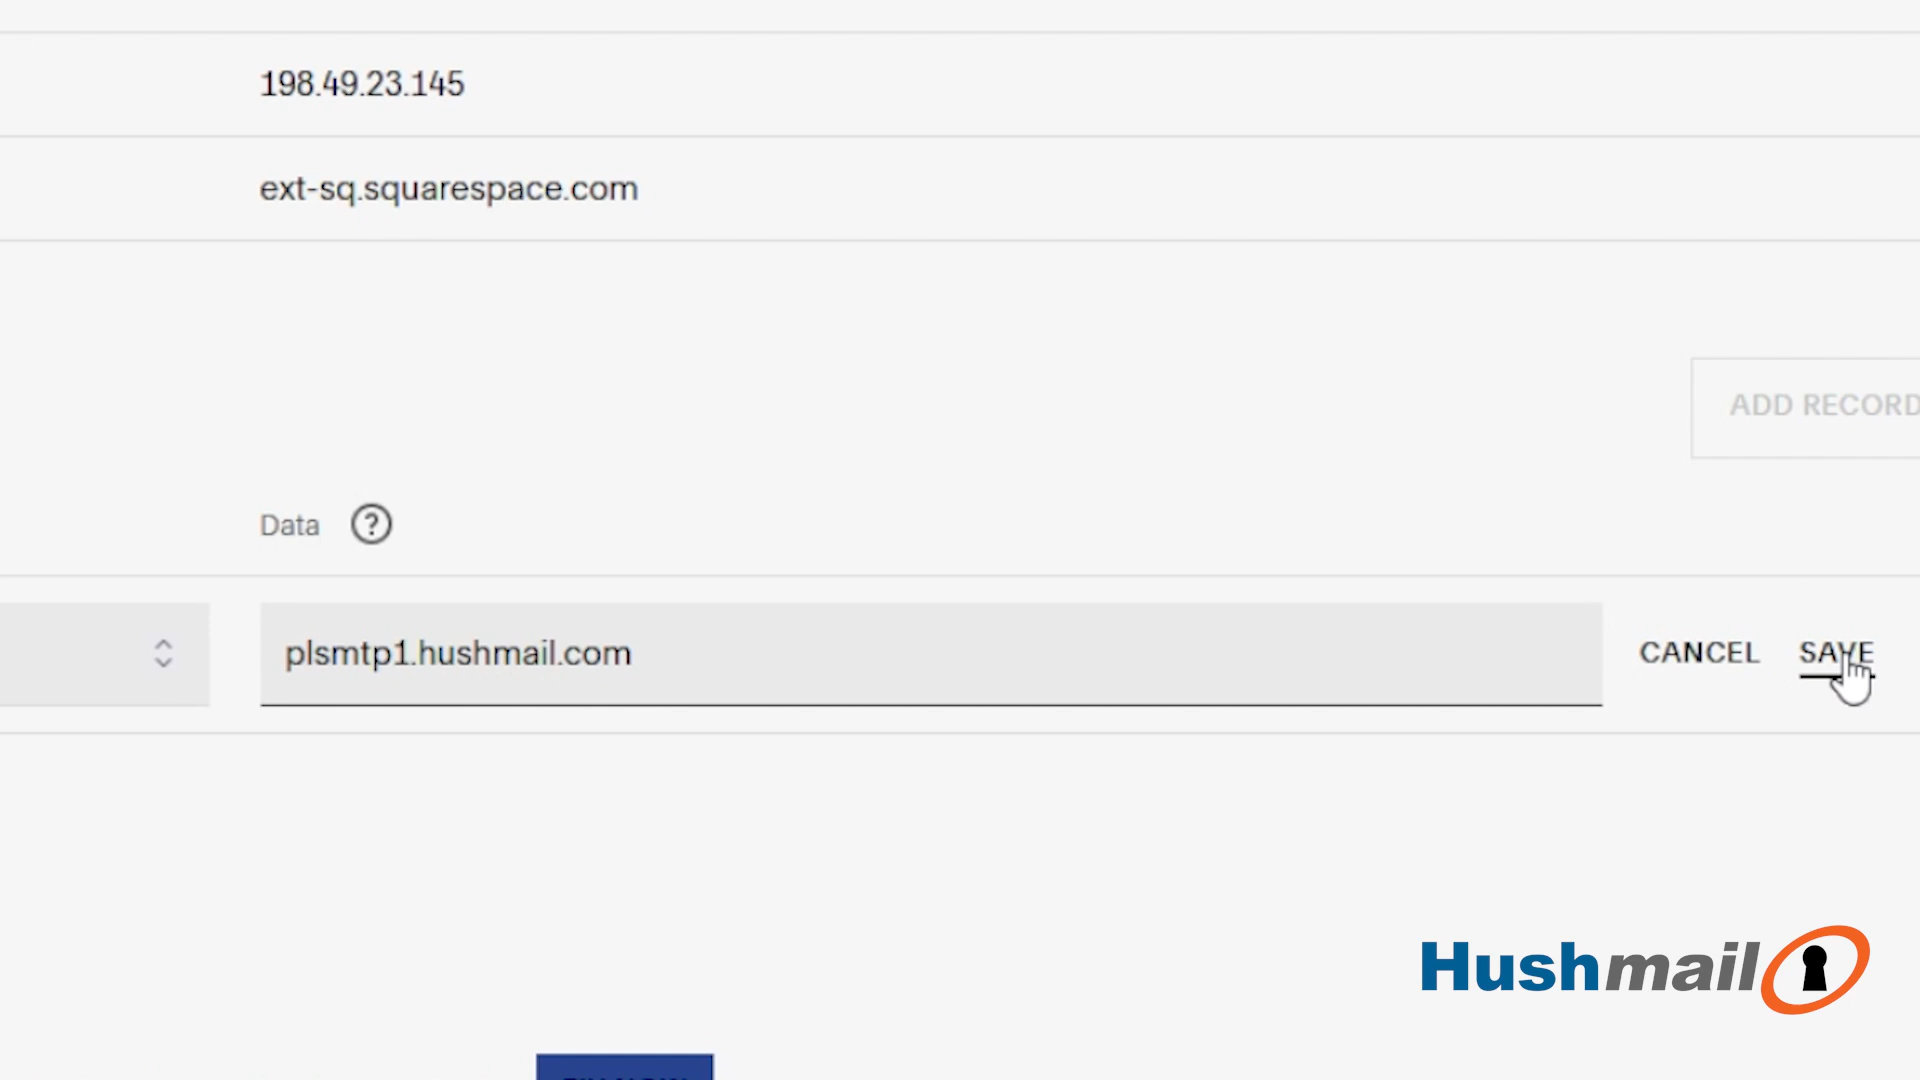 198.49.23.145
ext-sq.squarespace.com
ADD RECORD
Data ?
plsmtp1.hushmail.com
CANCEL SAVE
Hushmail